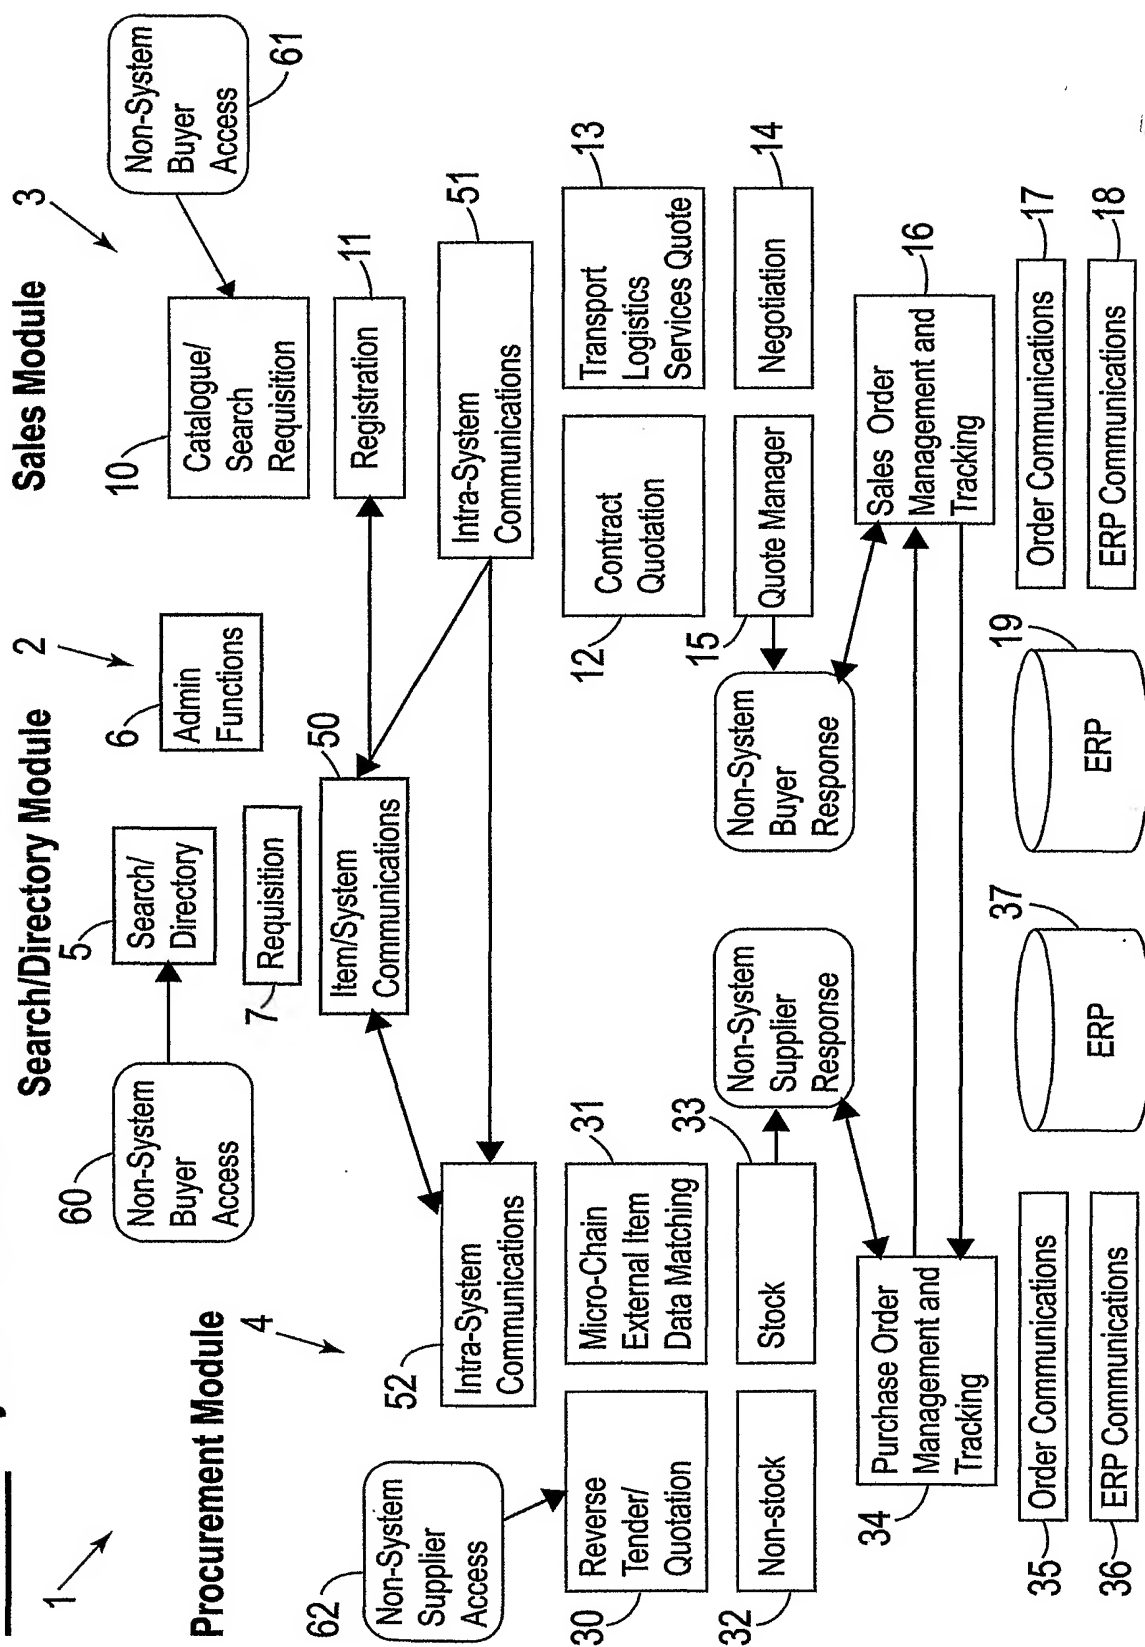 1
Procurement Module
4
Search/Directory Module
2
Sales Module
3
60
Non-System
Buyer
Access
5
Search/
Directory
6
Admin
Functions
7
Requisition
50
Item/System
Communications
10
Catalogue/
Search
Requisition
61
Non-System
Buyer
Access
11
Registration
51
Intra-System
Communications
52
Intra-System
Communications
62
Non-System
Supplier
Access
30
Reverse
Tender/
Quotation
31
Micro-Chain
External Item
Data Matching
12
Contract
Quotation
13
Transport
Logistics
Services Quote
32
Non-stock
33
Stock
Non-System
Supplier
Response
Non-System
Buyer
Response
15
Quote Manager
14
Negotiation
34
Purchase Order
Management and
Tracking
16
Sales Order
Management and
Tracking
35
Order Communications
36
ERP Communications
37
ERP
19
ERP
17
Order Communications
18
ERP Communications